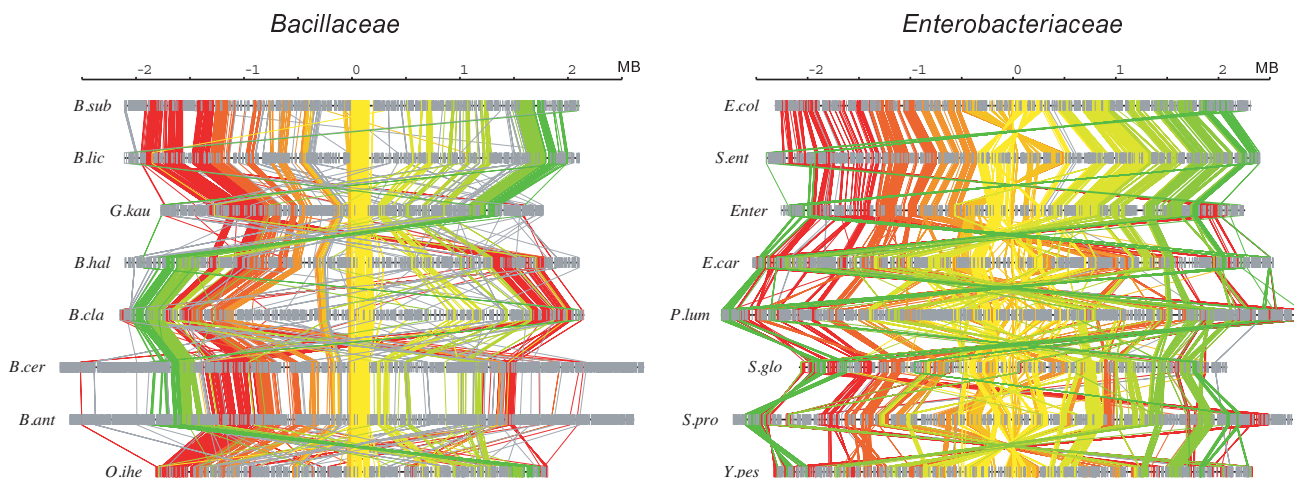 Bacillaceae
-2 -1 0 1 2 MB
B.sub
B.lic
G.kau
B.hal
B.cla
B.cer
B.ant
O.ihe
Enterobacteriaceae
-2 -1 0 1 2 MB
E.col
S.ent
Enter
E.car
P.lum
S.glo
S.pro
Y.pes